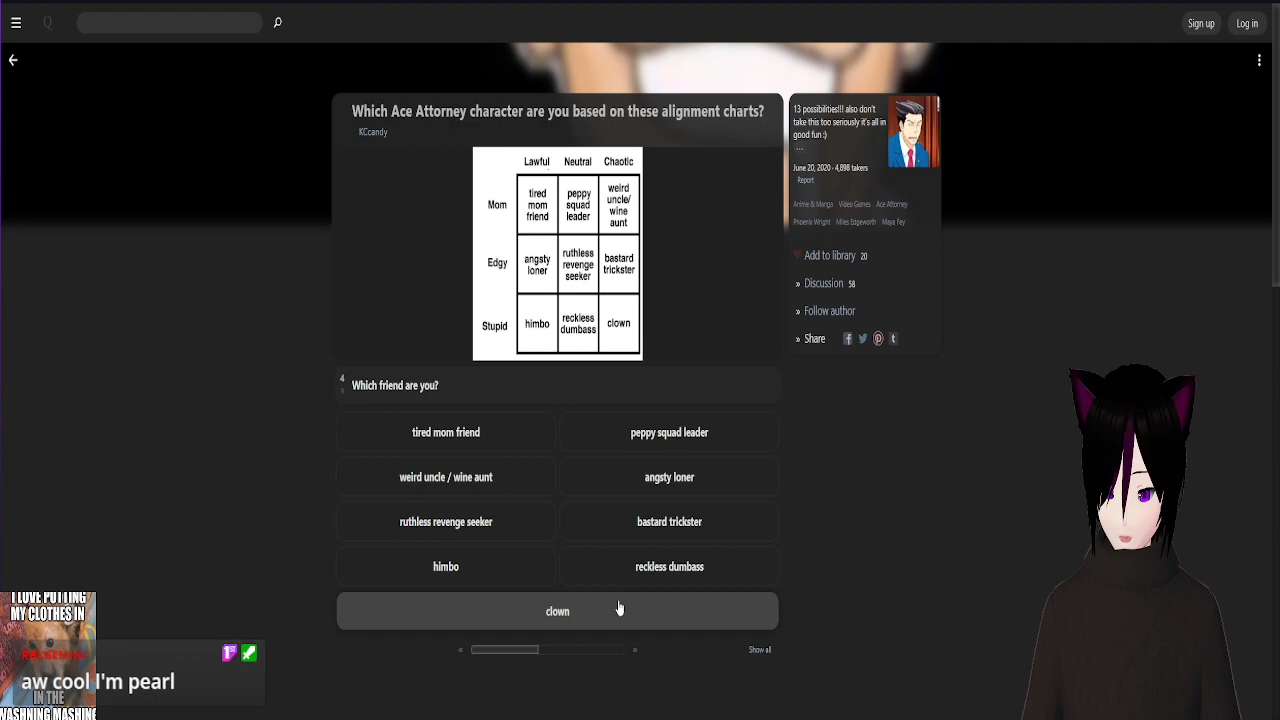 Q
Sign up
Log in
Which Ace Attorney character are you based on these alignment charts?
KCcandy
Lawful Neutral Chaotic
Mom
tired mom friend
peppy squad leader
weird uncle/ wine aunt
Edgy
angsty loner
ruthless revenge seeker
bastard trickster
Stupid
himbo
reckless dumbass
clown
4
Which friend are you?
tired mom friend
peppy squad leader
weird uncle / wine aunt
angsty loner
ruthless revenge seeker
bastard trickster
himbo
reckless dumbass
clown
«
»
Show all
13 possibilities!!! also don't
take this too seriously it's all in
good fun :)
...
June 20, 2020 · 4,898 takers
Report
Anime & Manga Video Games Ace Attorney
Phoenix Wright Miles Edgeworth Maya Fey
Add to library 20
» Discussion 58
» Follow author
» Share
I LOVE PUTTING
MY CLOTHES IN
aw cool I'm pearl
IN THE
WASHNING MASHINE